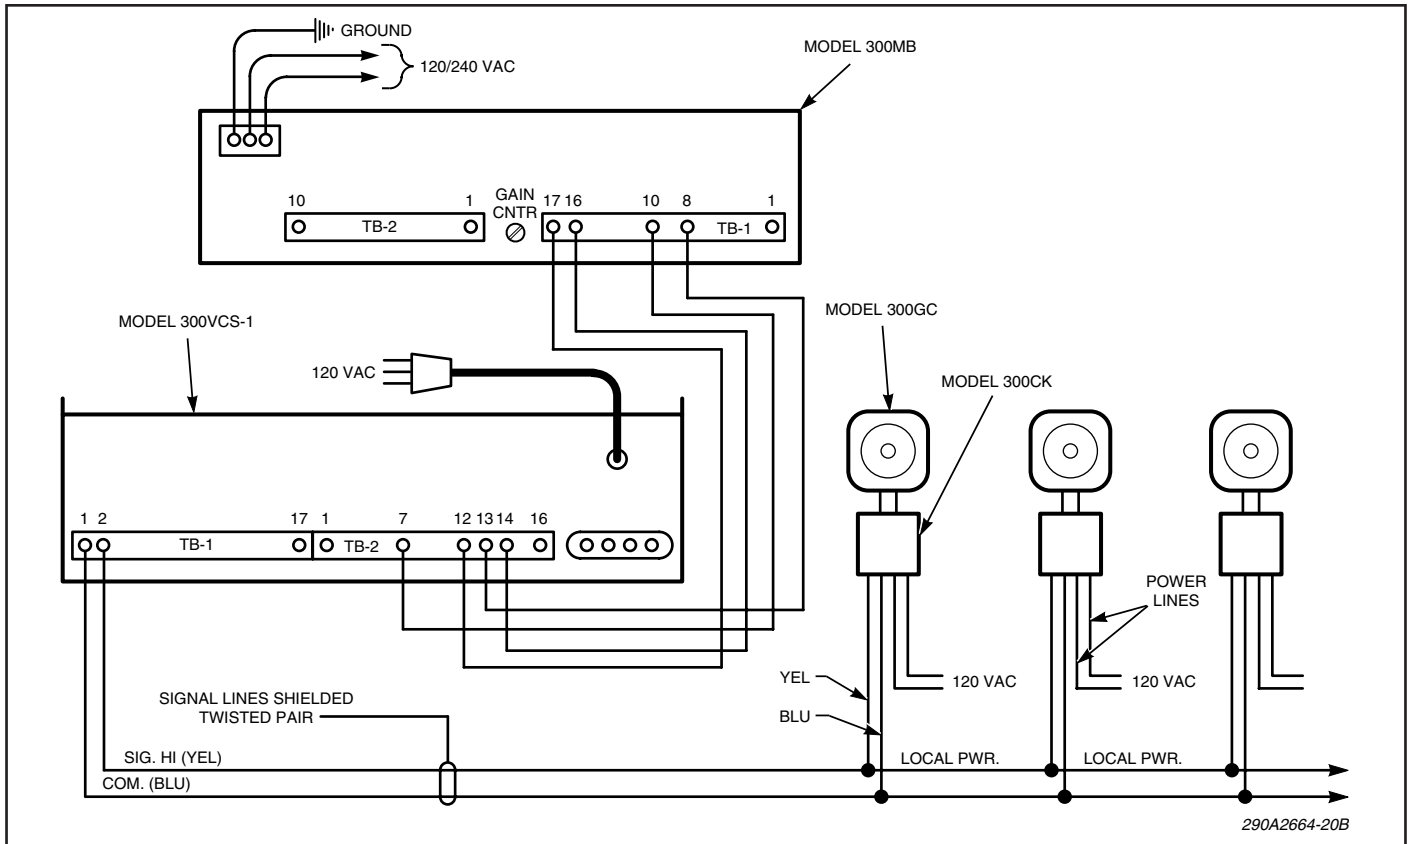 GROUND
120/240 VAC
MODEL 300MB
10
1
GAIN
CNTR
17 16
10
8
1
TB-2
TB-1
MODEL 300VCS-1
120 VAC
MODEL 300GC
MODEL 300CK
1 2
17 1
7
12 13 14
16
TB-1
TB-2
POWER
LINES
YEL
120 VAC
120 VAC
BLU
SIGNAL LINES SHIELDED
TWISTED PAIR
SIG. HI (YEL)
LOCAL PWR.
LOCAL PWR.
COM. (BLU)
290A2664-20B